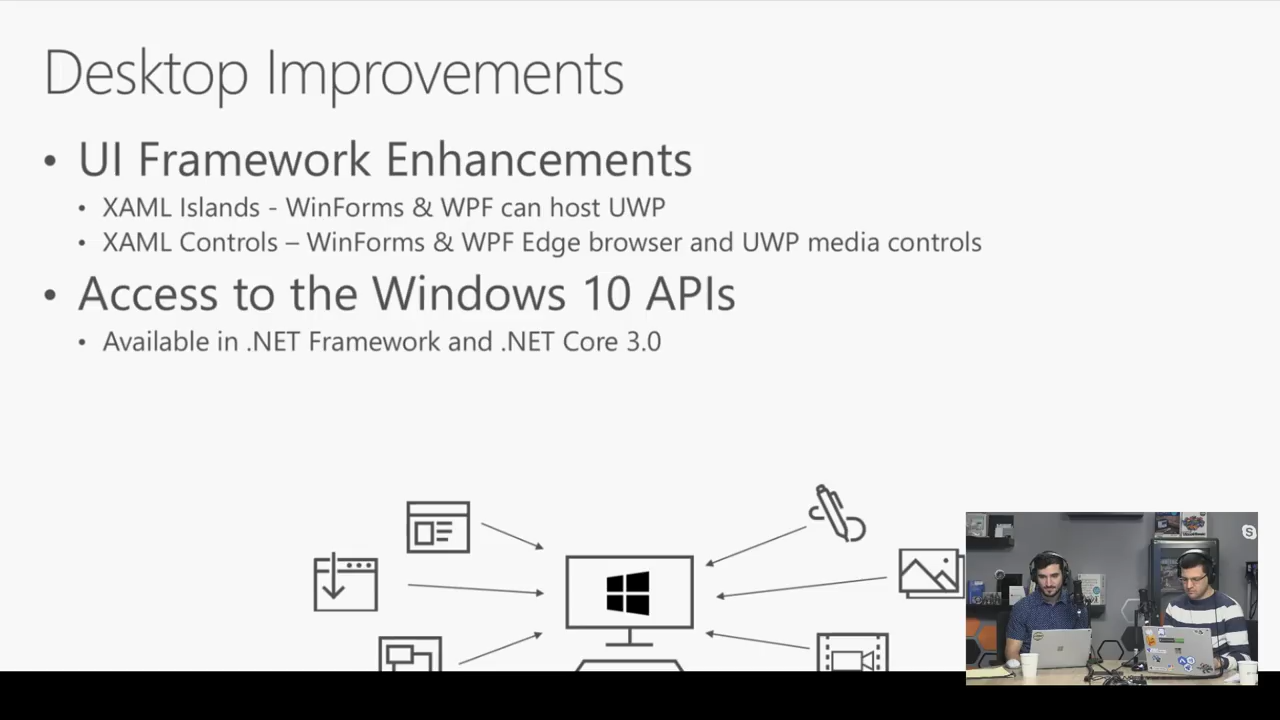 Desktop Improvements
• UI Framework Enhancements
• XAML Islands - WinForms & WPF can host UWP
• XAML Controls – WinForms & WPF Edge browser and UWP media controls
• Access to the Windows 10 APIs
• Available in .NET Framework and .NET Core 3.0